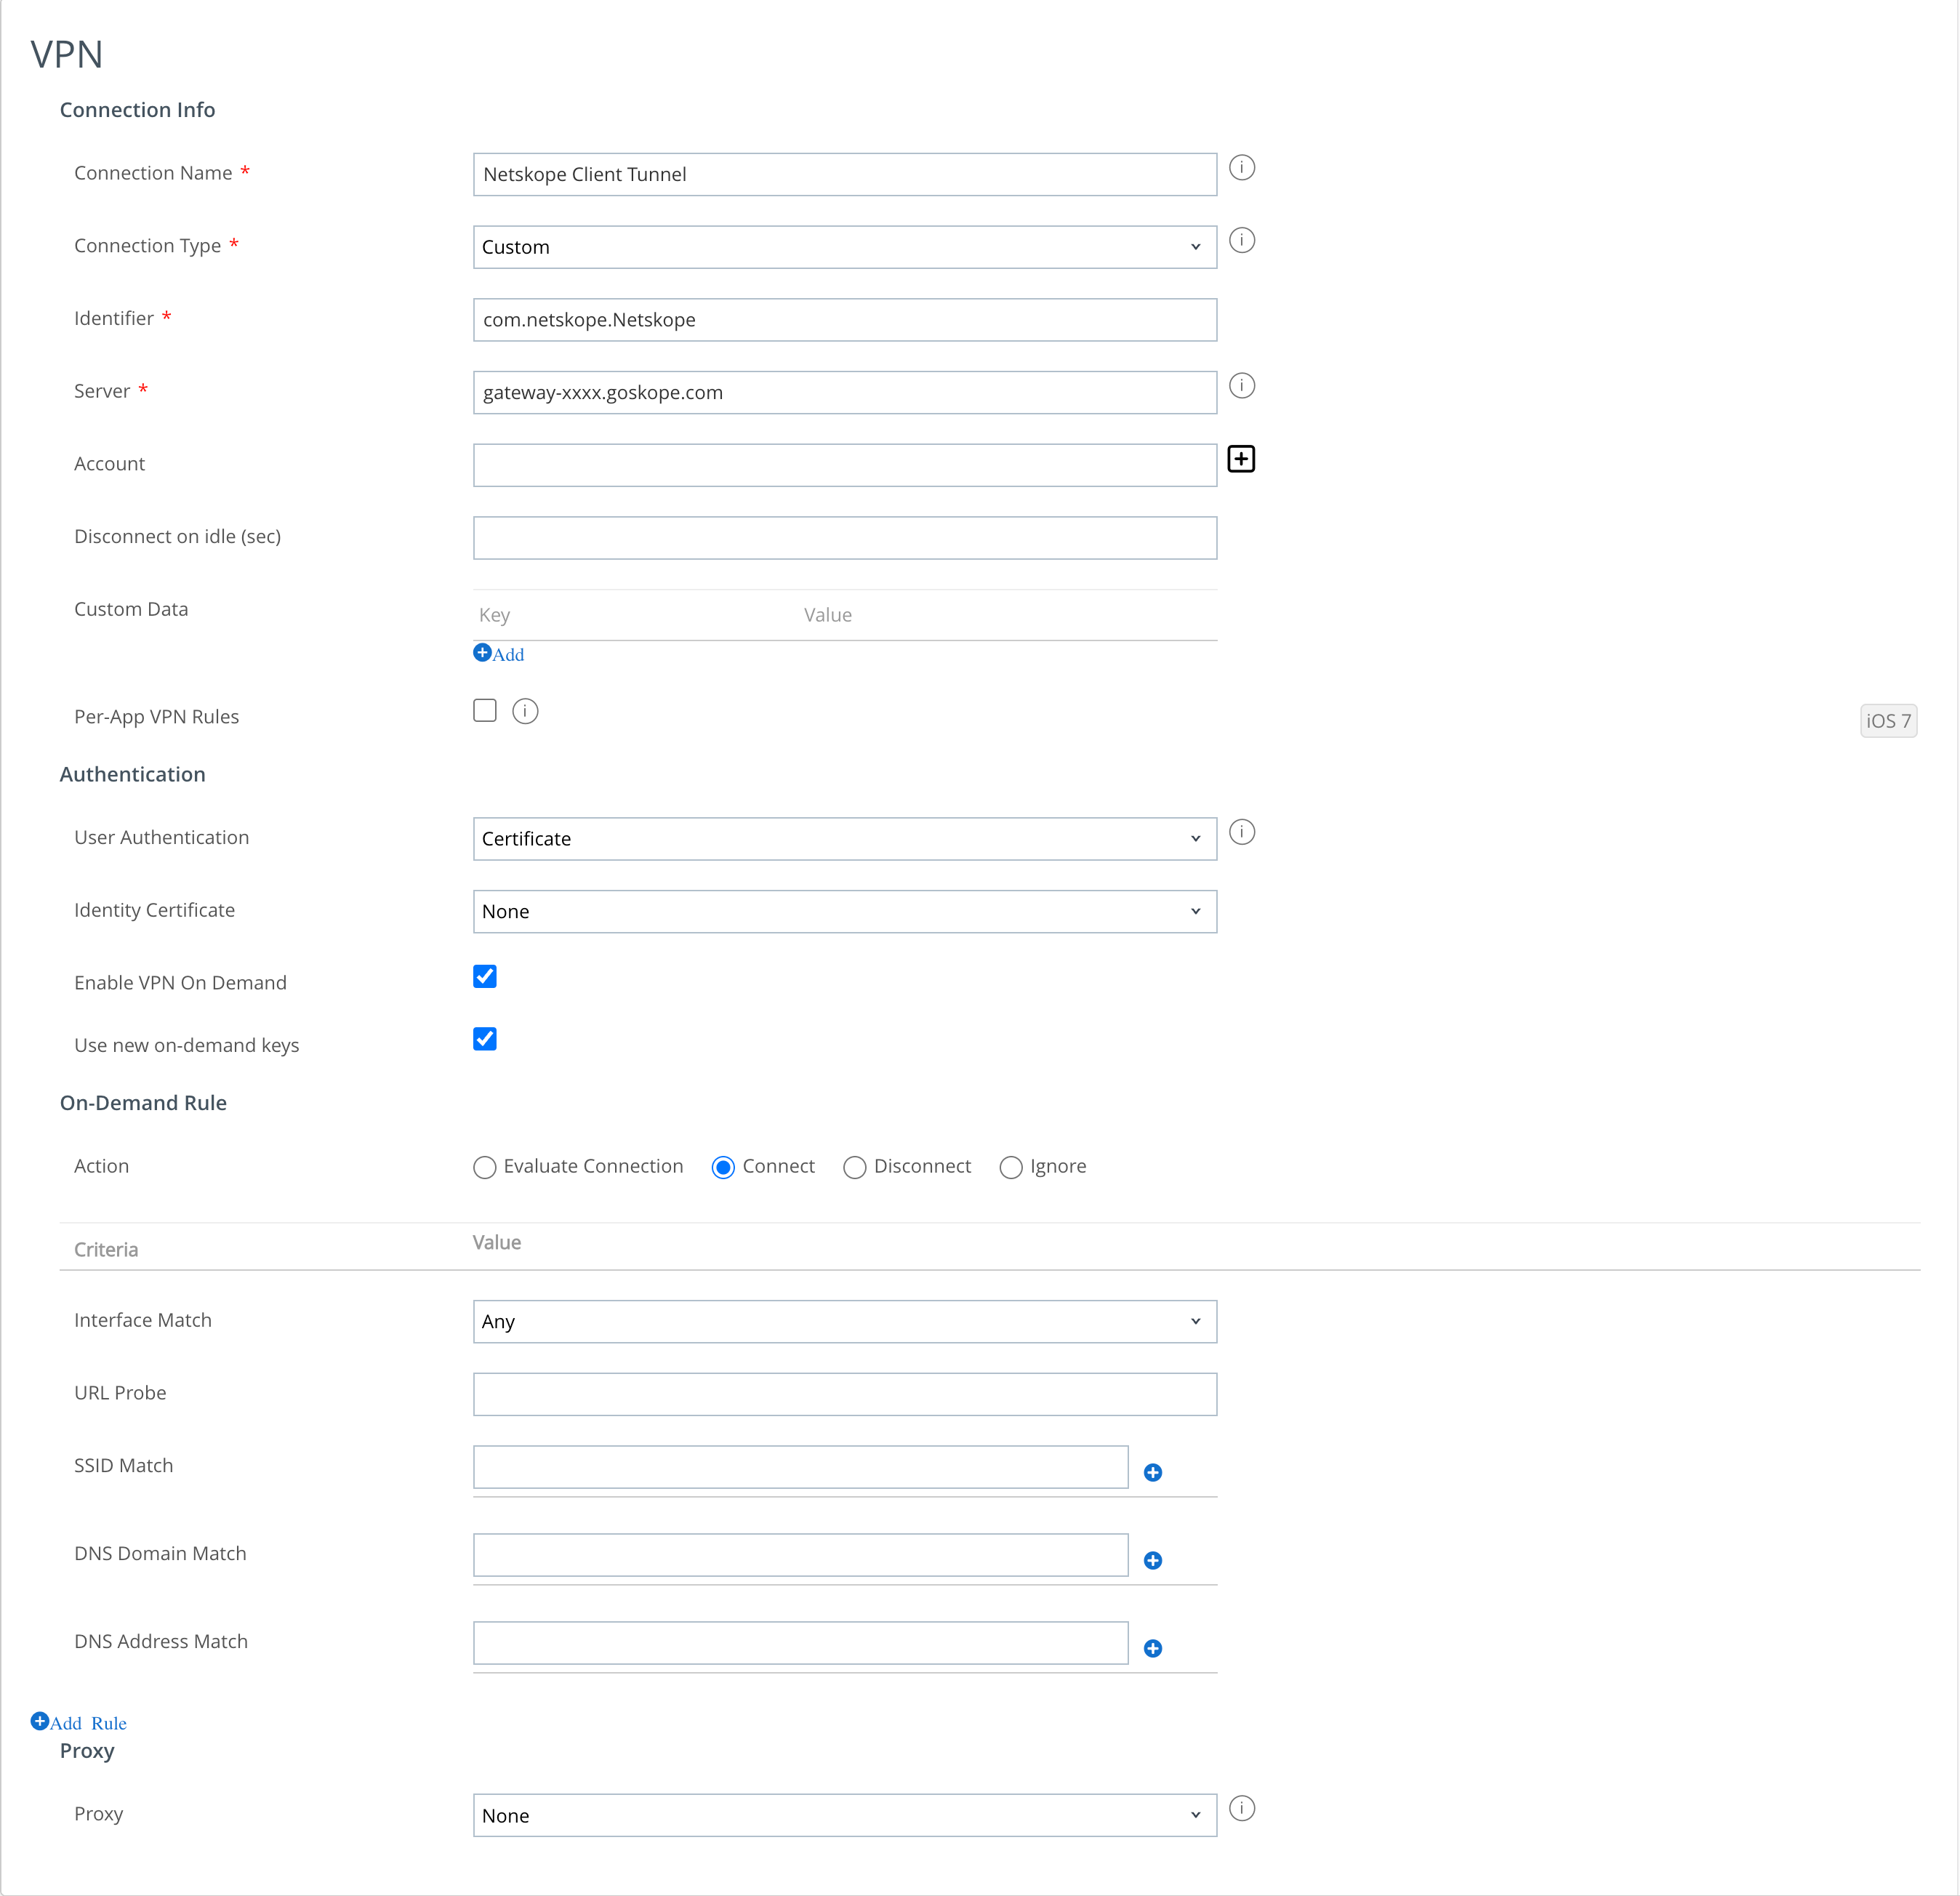 VPN
Connection Info
Connection Name * Netskope Client Tunnel
Connection Type * Custom
Identifier * com.netskope.Netskope
Server * gateway-xxxx.goskope.com
Account
Disconnect on idle (sec)
Custom Data Key Value
Add
Per-App VPN Rules iOS 7
Authentication
User Authentication Certificate
Identity Certificate None
Enable VPN On Demand
Use new on-demand keys
On-Demand Rule
Action Evaluate Connection Connect Disconnect Ignore
Criteria Value
Interface Match Any
URL Probe
SSID Match
DNS Domain Match
DNS Address Match
Add Rule
Proxy
Proxy None